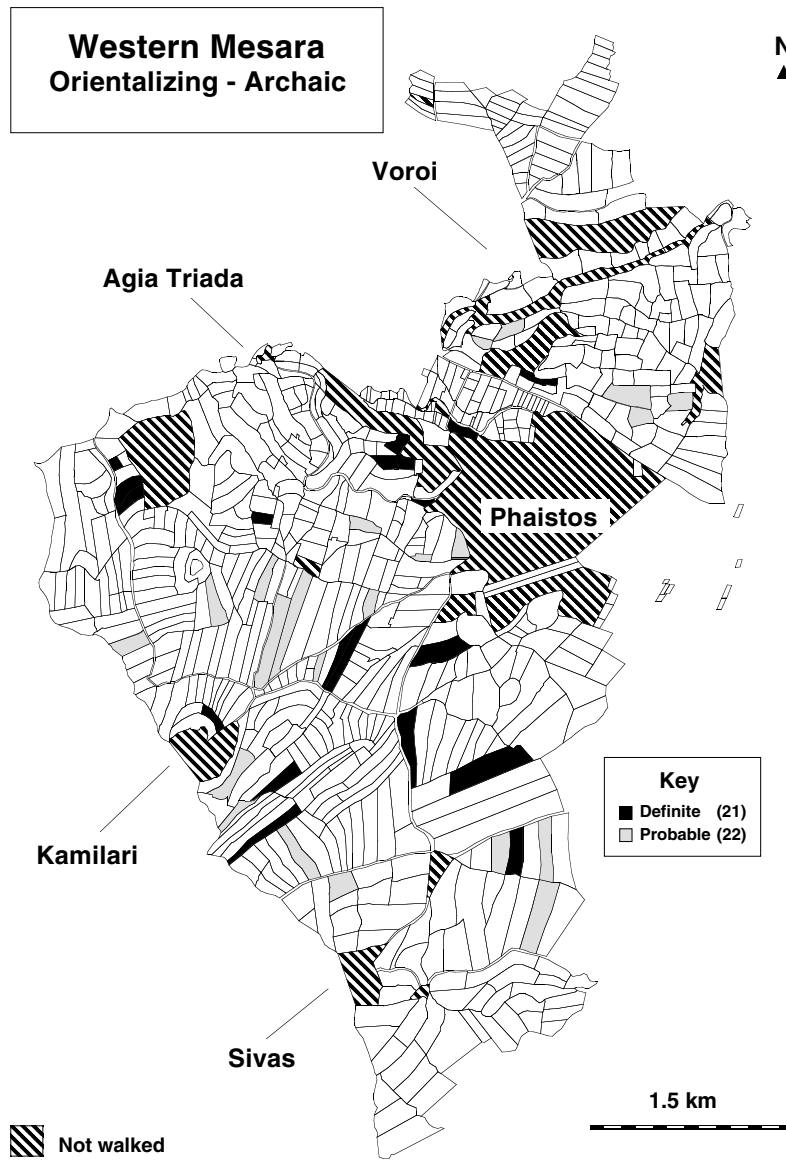 Western Mesara
Orientalizing - Archaic
N
Voroi
Agia Triada
Phaistos
Key
Definite (21)
Probable (22)
Kamilari
Sivas
1.5 km
Not walked